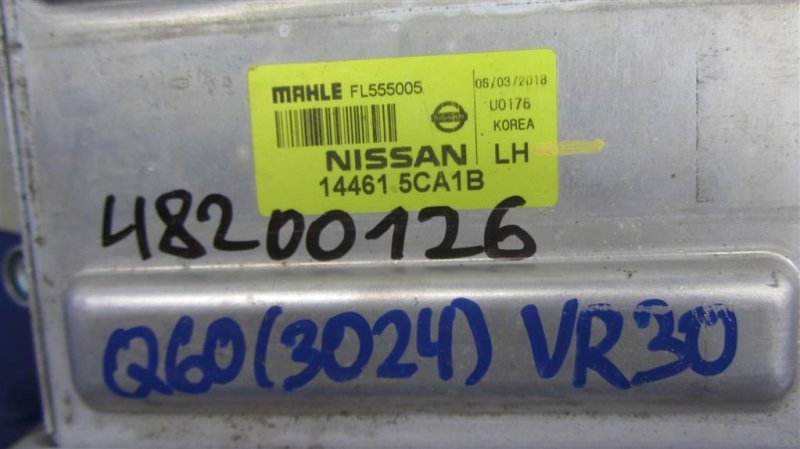 MAHLE FL555005
06/03/2018
U0176
KOREA
NISSAN LH
14461 5CA1B
48200126
Q60(3024) VR30